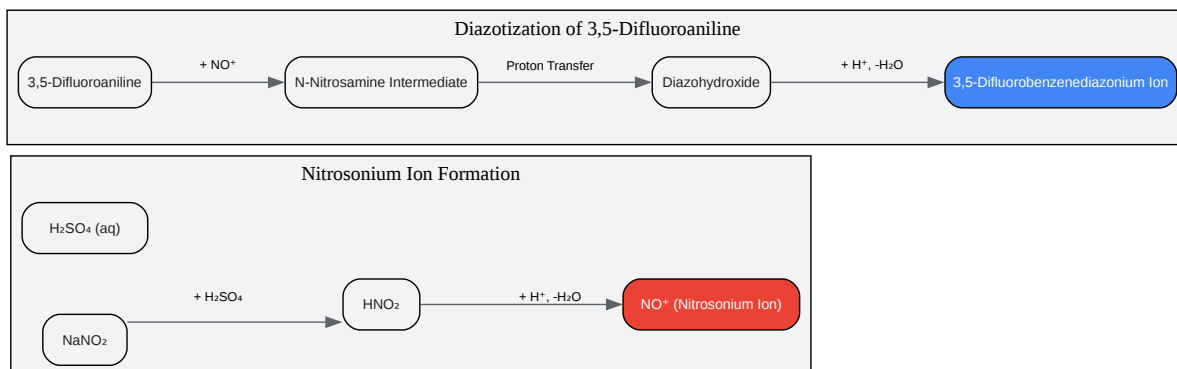 Diazotization of 3,5-Difluoroaniline
3,5-Difluoroaniline
+ NO⁺
N-Nitrosamine Intermediate
Proton Transfer
Diazohydroxide
+ H⁺, -H₂O
3,5-Difluorobenzenediazonium Ion
Nitrosonium Ion Formation
H₂SO₄ (aq)
NaNO₂
+ H₂SO₄
HNO₂
+ H⁺, -H₂O
NO⁺ (Nitrosonium Ion)